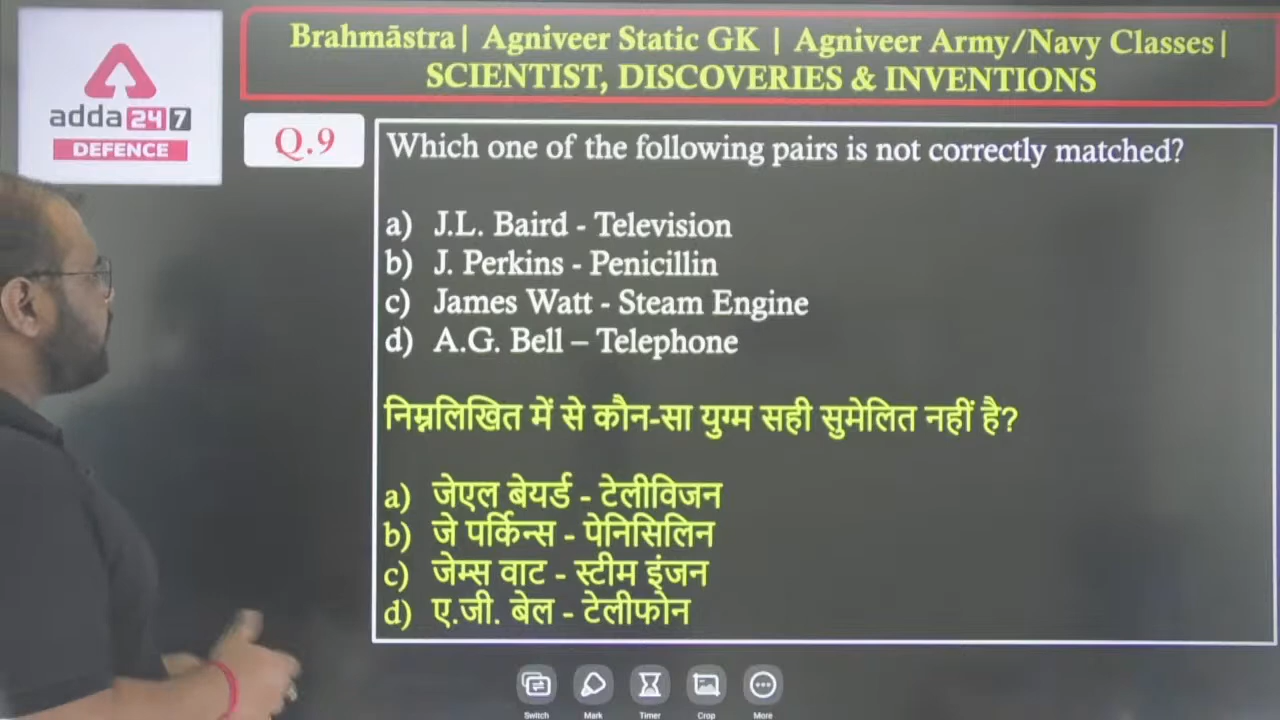 Brahmāstra| Agniveer Static GK | Agniveer Army/Navy Classes|
SCIENTIST, DISCOVERIES & INVENTIONS
adda 247
DEFENCE
Q.9
Which one of the following pairs is not correctly matched?
a) J.L. Baird - Television
b) J. Perkins - Penicillin
c) James Watt - Steam Engine
d) A.G. Bell – Telephone
निम्नलिखित में से कौन-सा युग्म सही सुमेलित नहीं है?
a) जेएल बेयर्ड - टेलीविजन
b) जे पर्किन्स - पेनिसिलिन
c) जेम्स वाट - स्टीम इंजन
d) ए.जी. बेल - टेलीफोन
Switch Mark Timer Crop More